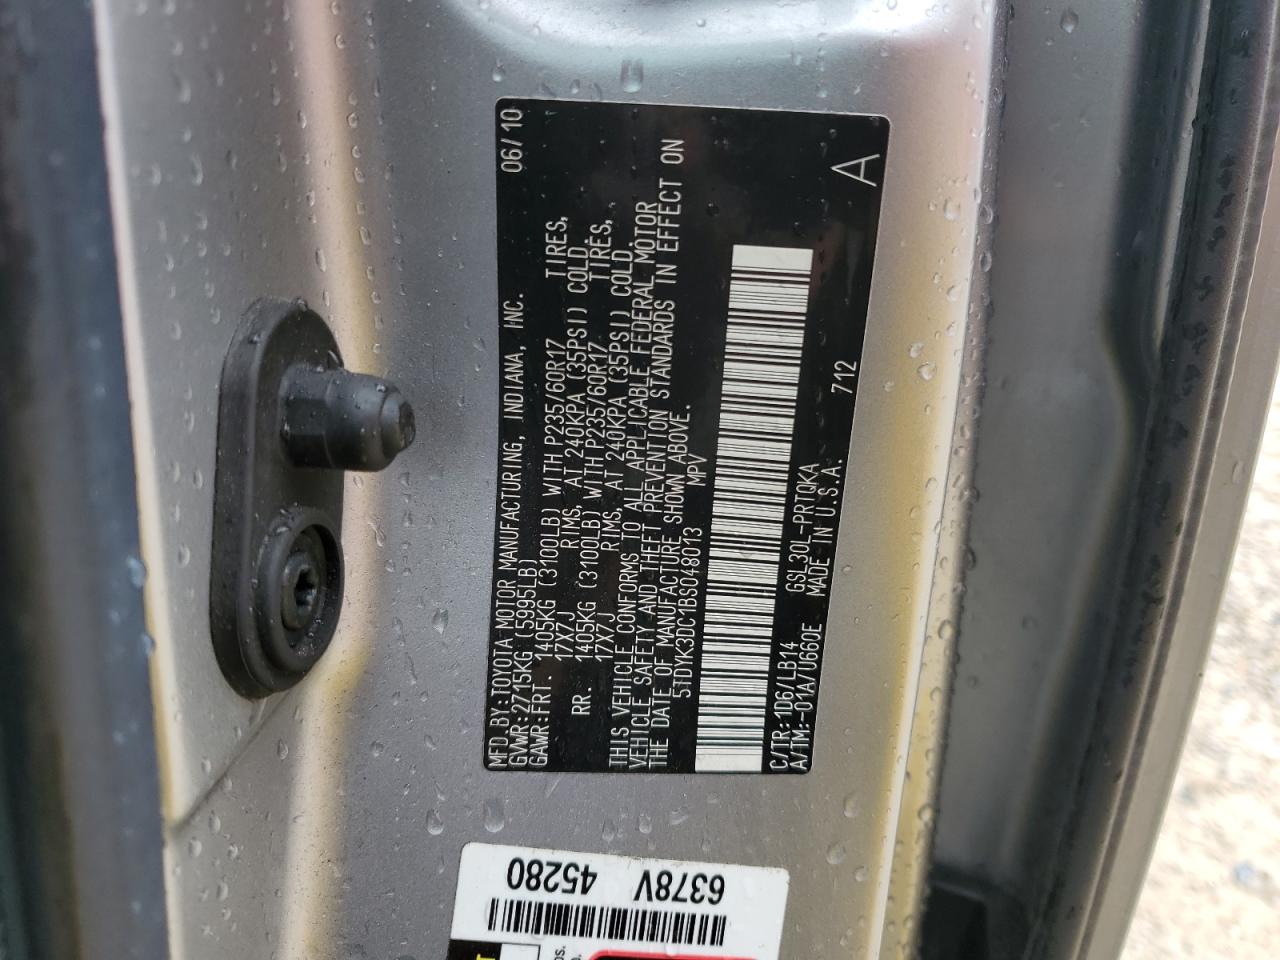 MFD.BY:TOYOTA MOTOR MANUFACTURING, INDIANA, INC. 06/10
GVWR:2715KG (5995LB)
GAWR:FRT. 1405KG (3100LB) WITH P235/60R17 TIRES,
17X7J RIMS, AT 240KPA (35PSI) COLD.
RR. 1405KG (3100LB) WITH P235/60R17 TIRES,
17X7J RIMS, AT 240KPA (35PSI) COLD.
THIS VEHICLE CONFORMS TO ALL APPLICABLE FEDERAL MOTOR
VEHICLE SAFETY AND THEFT PREVENTION STANDARDS IN EFFECT ON
THE DATE OF MANUFACTURE SHOWN ABOVE.
5TDYK3DC1BS048013 MPV
C/TR:1D6/LB14 GSL30L-PRTQKA
A/TM:-01A/U660E MADE IN U.S.A. 712 A
6378V 45280